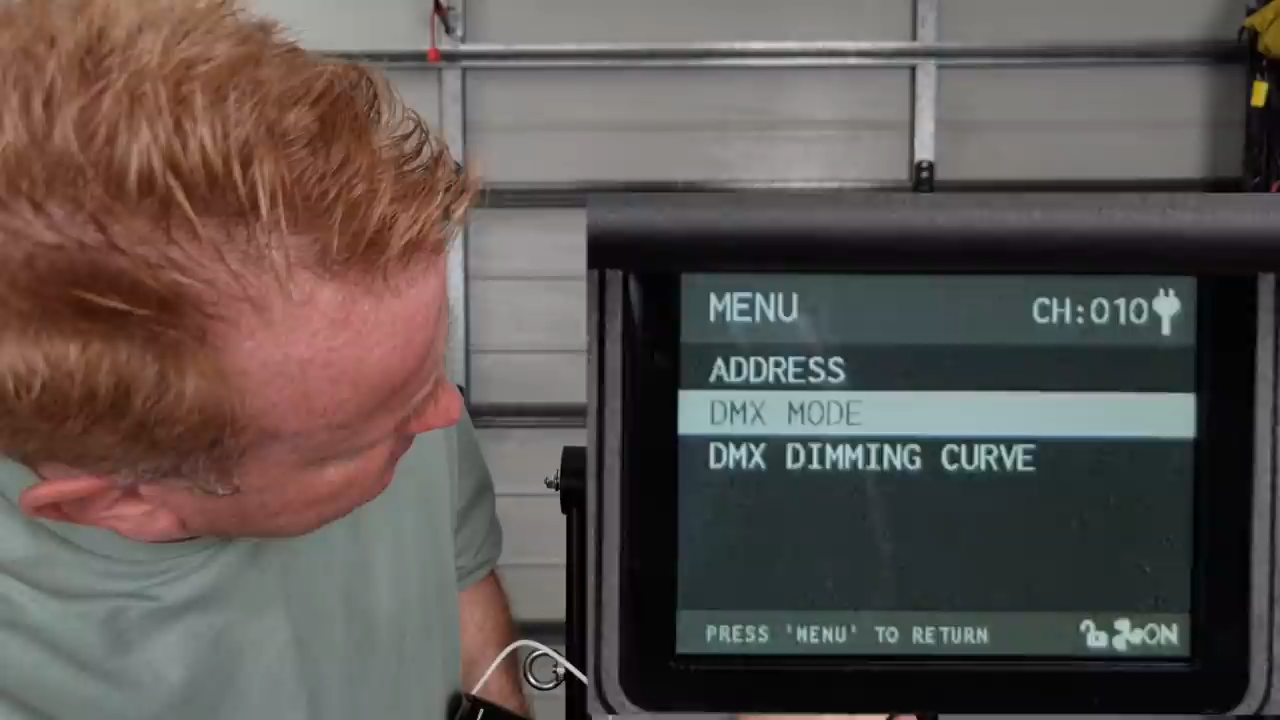 MENU CH:010
ADDRESS
DMX MODE
DMX DIMMING CURVE
PRESS 'MENU' TO RETURN ON